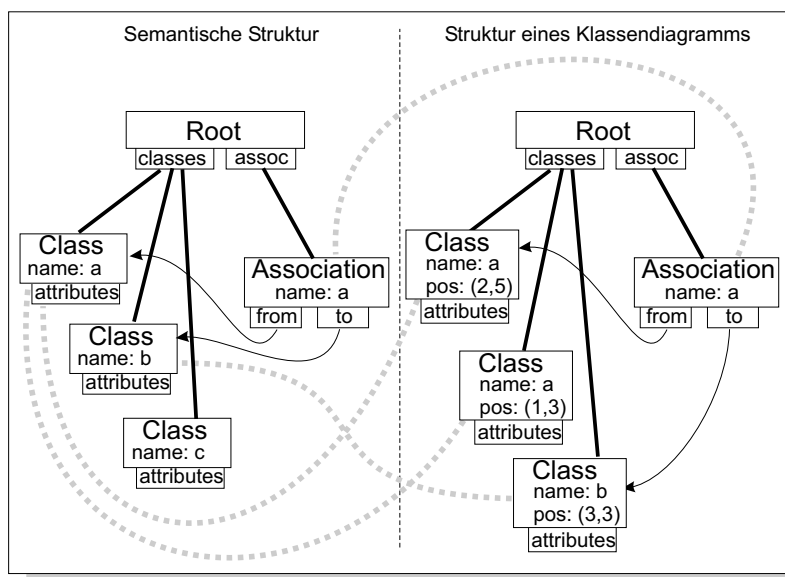 Semantische Struktur
Root
classes
assoc
Class
name: a
attributes
Class
name: b
attributes
Class
name: c
attributes
Association
name: a
from
to
Struktur eines Klassendiagramms
Root
classes
assoc
Class
name: a
pos: (2,5)
attributes
Class
name: a
pos: (1,3)
attributes
Class
name: b
pos: (3,3)
attributes
Association
name: a
from
to